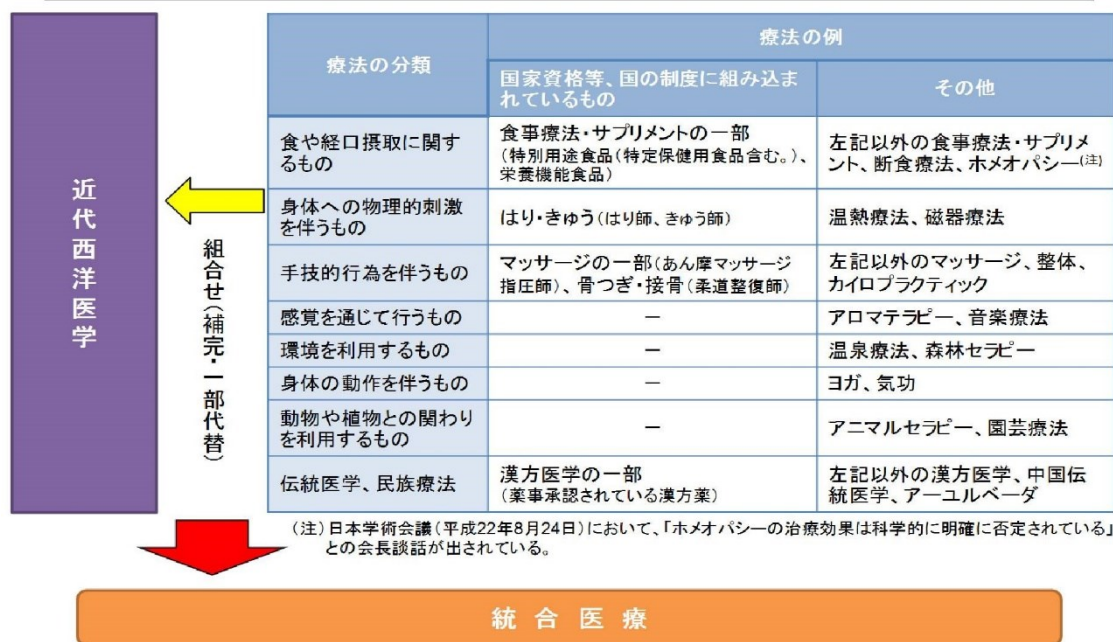 近代西洋医学
組合せ(補完・一部代替)
療法の分類
療法の例
国家資格等、国の制度に組み込ま
れているもの
その他
食や経口摂取に関す
るもの
食事療法・サプリメントの一部
(特別用途食品(特定保健用食品含む。)、
栄養機能食品)
左記以外の食事療法・サプリメ
ント、断食療法、ホメオパシー(注)
身体への物理的刺激
を伴うもの
はり・きゅう(はり師、きゅう師)
温熱療法、磁器療法
手技的行為を伴うもの
マッサージの一部(あん摩マッサージ
指圧師)、骨つぎ・接骨(柔道整復師)
左記以外のマッサージ、整体、
カイロプラクティック
感覚を通じて行うもの
－
アロマテラピー、音楽療法
環境を利用するもの
－
温泉療法、森林セラピー
身体の動作を伴うもの
－
ヨガ、気功
動物や植物との関わり
を利用するもの
－
アニマルセラピー、園芸療法
伝統医学、民族療法
漢方医学の一部
(薬事承認されている漢方薬)
左記以外の漢方医学、中国伝
統医学、アーユルベーダ
(注)日本学術会議(平成22年8月24日)において、「ホメオパシーの治療効果は科学的に明確に否定されている」
との会長談話が出されている。
統合医療